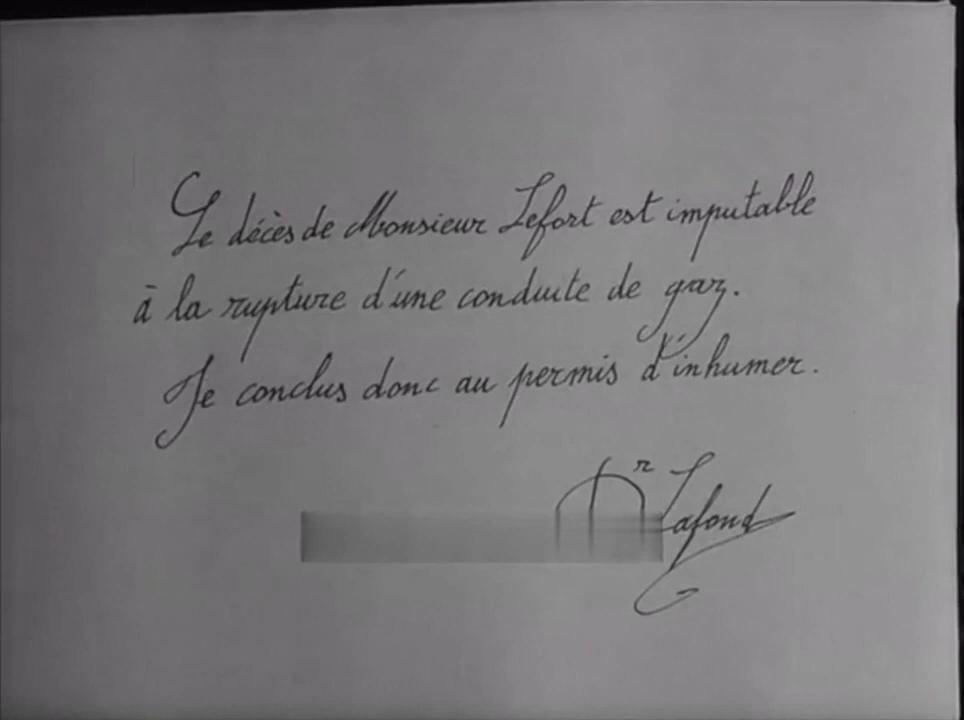 Le décès de Monsieur Lefort est imputable
à la rupture d'une conduite de gaz.
Je conclus donc au permis d'inhumer.
Dr Lafond